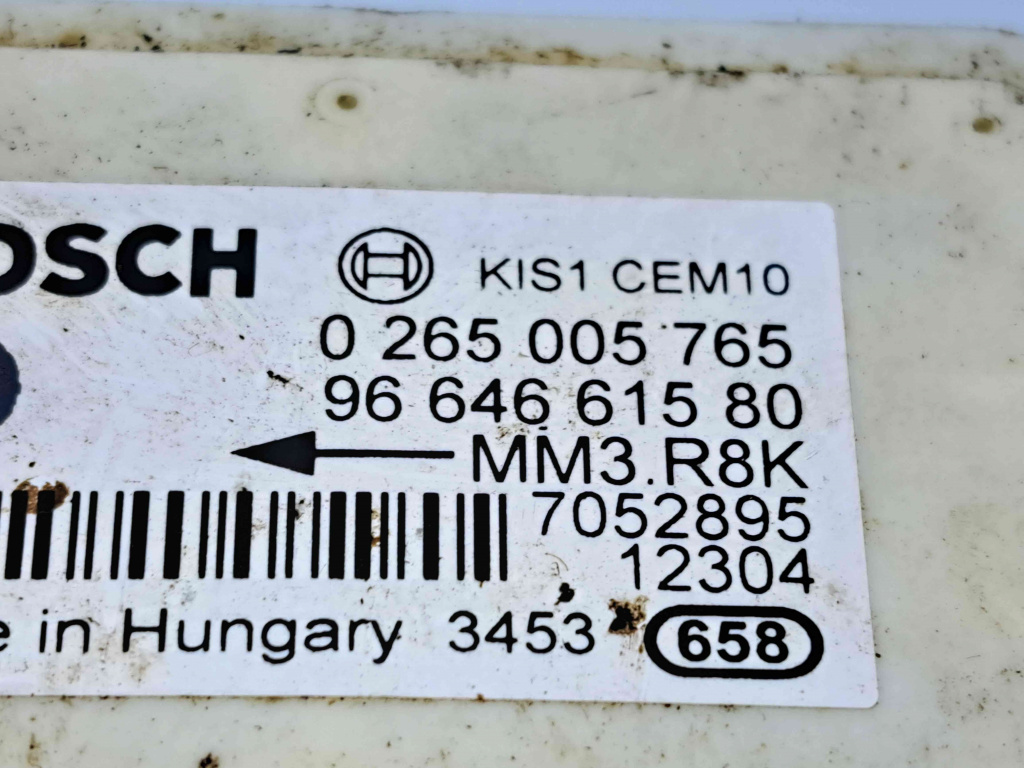 OSCH
KIS1 CEM10
0 265 005 765
96 646 615 80
MM3.R8K
7052895
12304
e in Hungary 3453 658